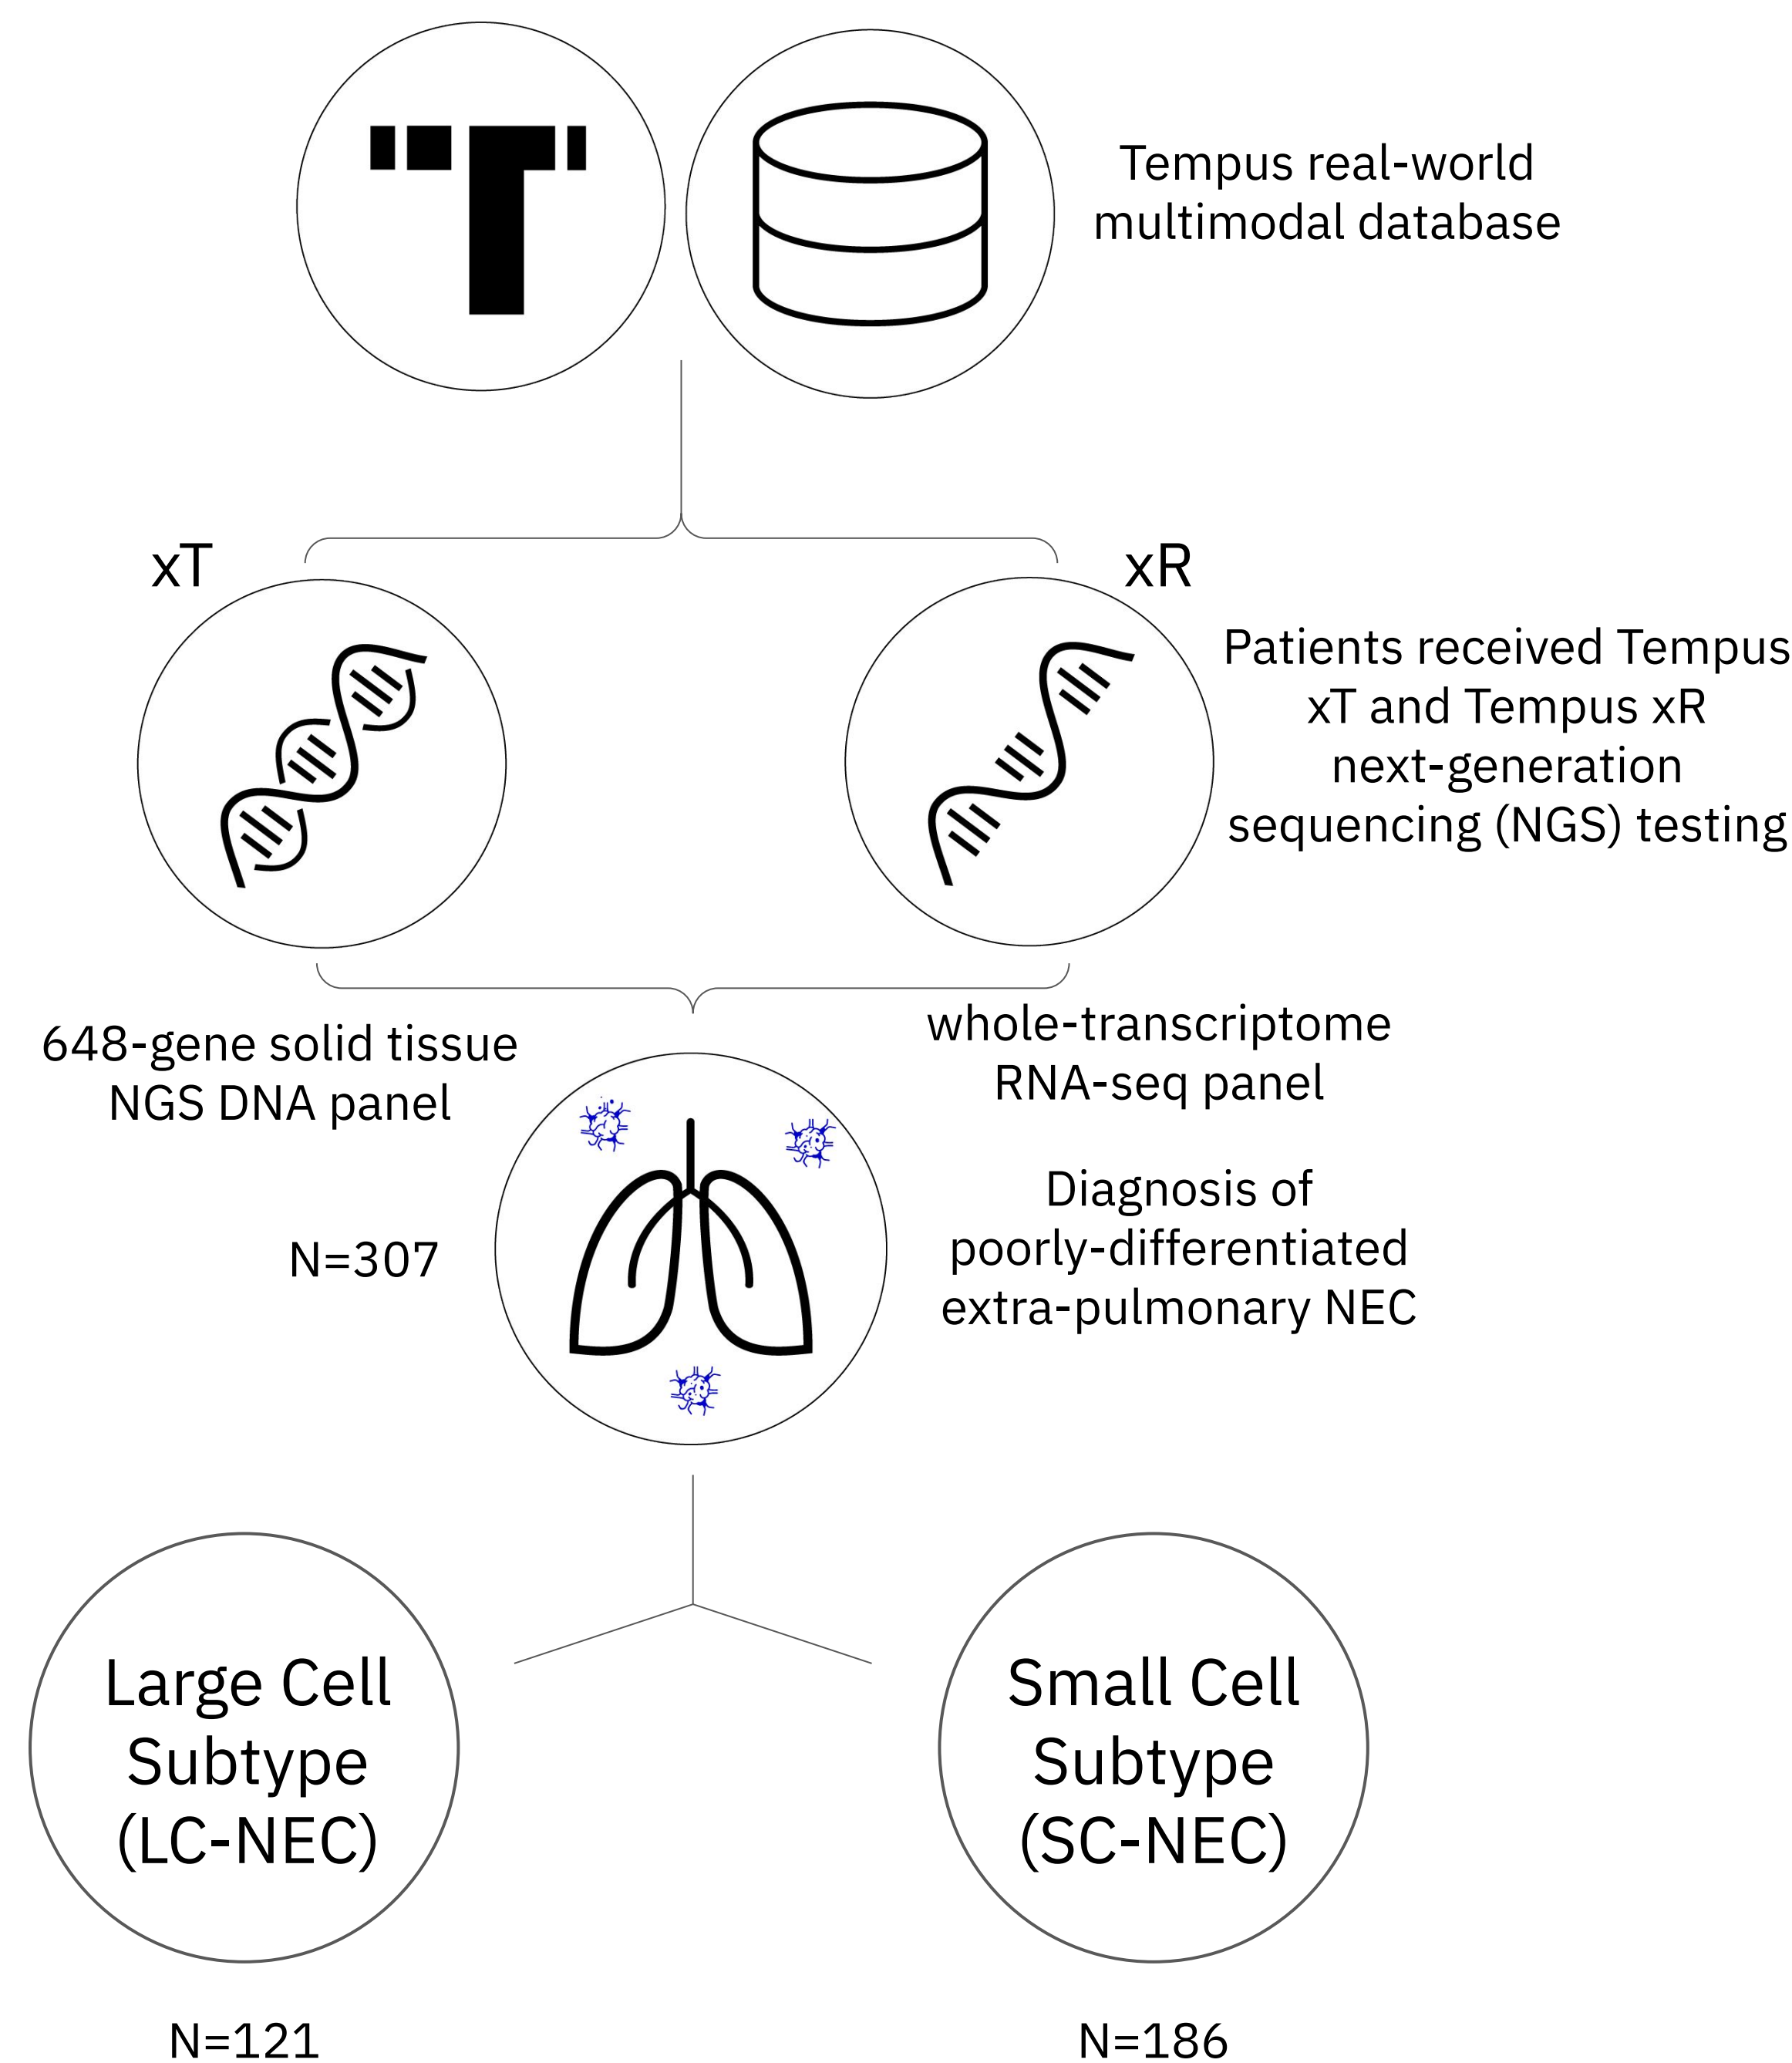 Tempus real-world
multimodal database
xT
xR
Patients received Tempus
xT and Tempus xR
next-generation
sequencing (NGS) testing
648-gene solid tissue
NGS DNA panel
whole-transcriptome
RNA-seq panel
N=307
Diagnosis of
poorly-differentiated
extra-pulmonary NEC
Large Cell
Subtype
(LC-NEC)
Small Cell
Subtype
(SC-NEC)
N=121
N=186